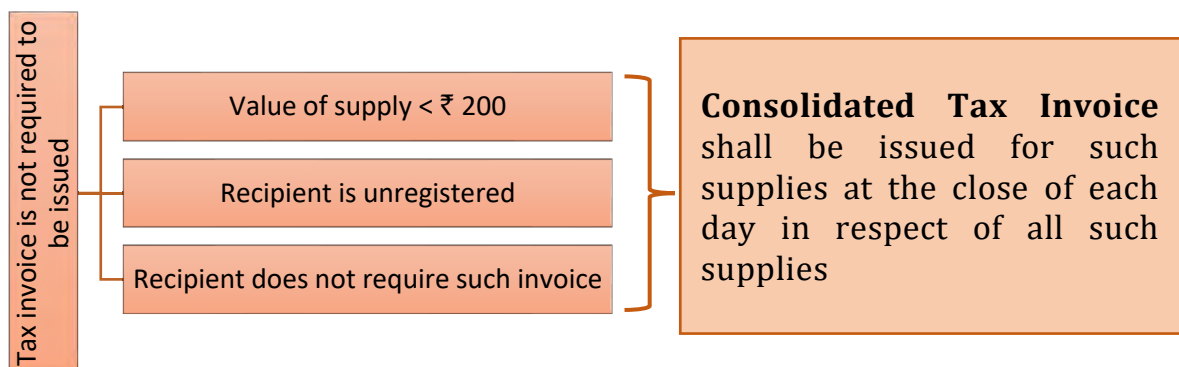 Tax invoice is not required to
be issued
Value of supply < ₹ 200
Recipient is unregistered
Recipient does not require such invoice
Consolidated Tax Invoice
shall be issued for such
supplies at the close of each
day in respect of all such
supplies